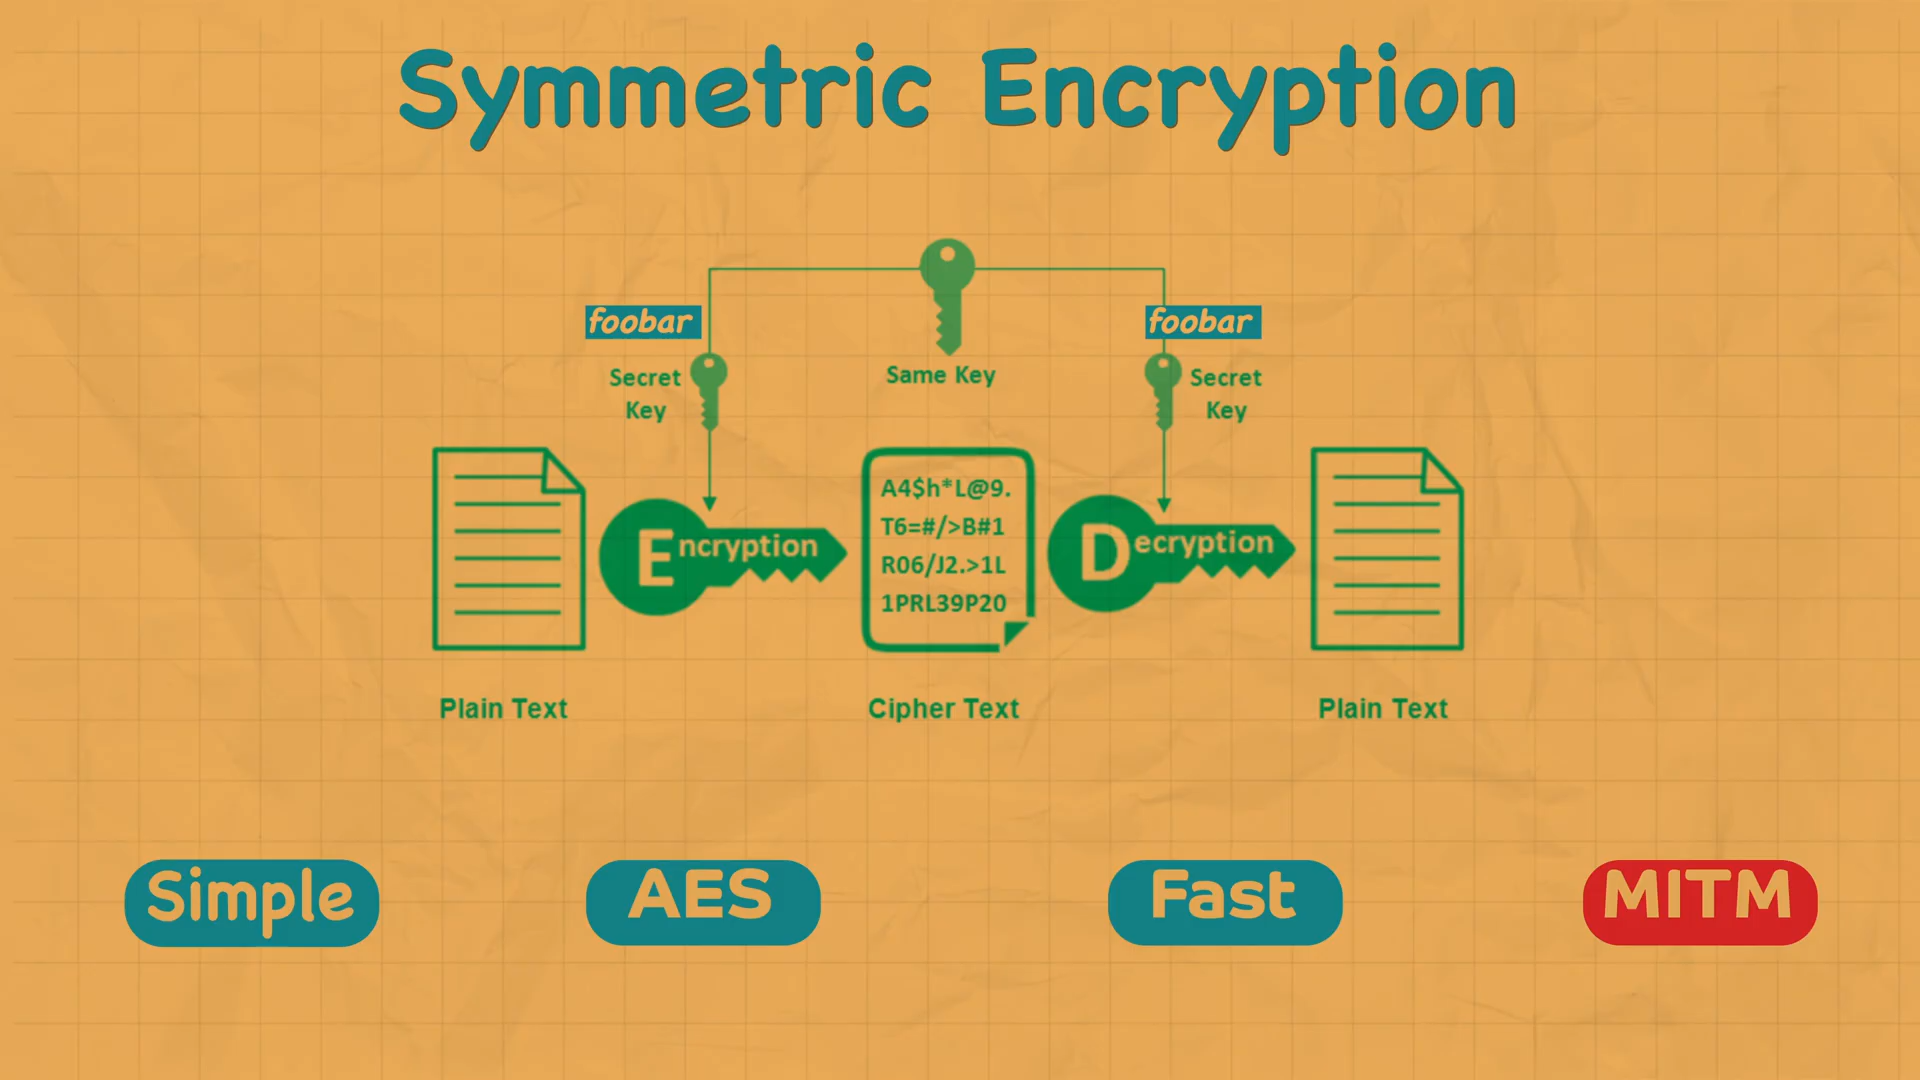 Symmetric Encryption
foobar
foobar
Secret
Key
Same Key
Secret
Key
Encryption
A4$h*L@9.
T6=#/>B#1
R06/J2.>1L
1PRL39P20
Decryption
Plain Text
Cipher Text
Plain Text
Simple
AES
Fast
MITM